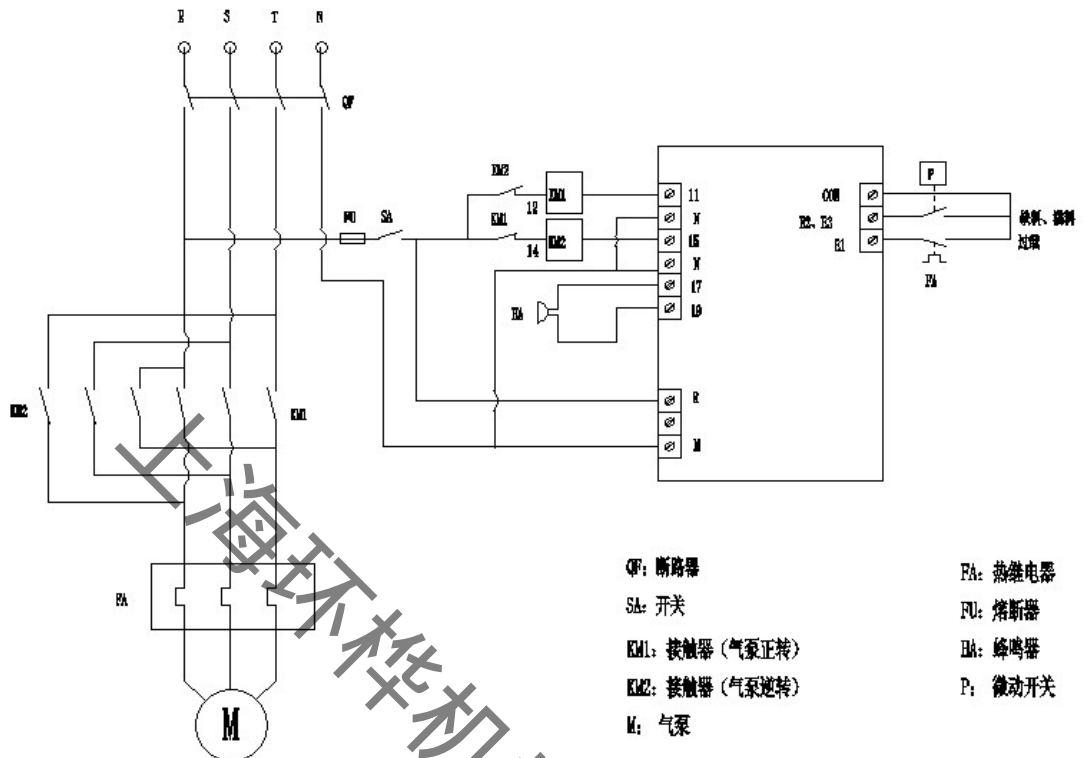 R S T N
QF
FU SA
KM2
12
KM1
11
N
KM1
14
KM2
15
N
17
19
HA
R
N
COM
E2、E3
E1
P
缺料、堵料
过载
FA
KM2
KM1
FA
M
QF：断路器
SA：开关
KM1：接触器（气泵正转）
KM2：接触器（气泵逆转）
M：气泵
FA：热继电器
FU：熔断器
HA：蜂鸣器
P：微动开关
上海环桦机